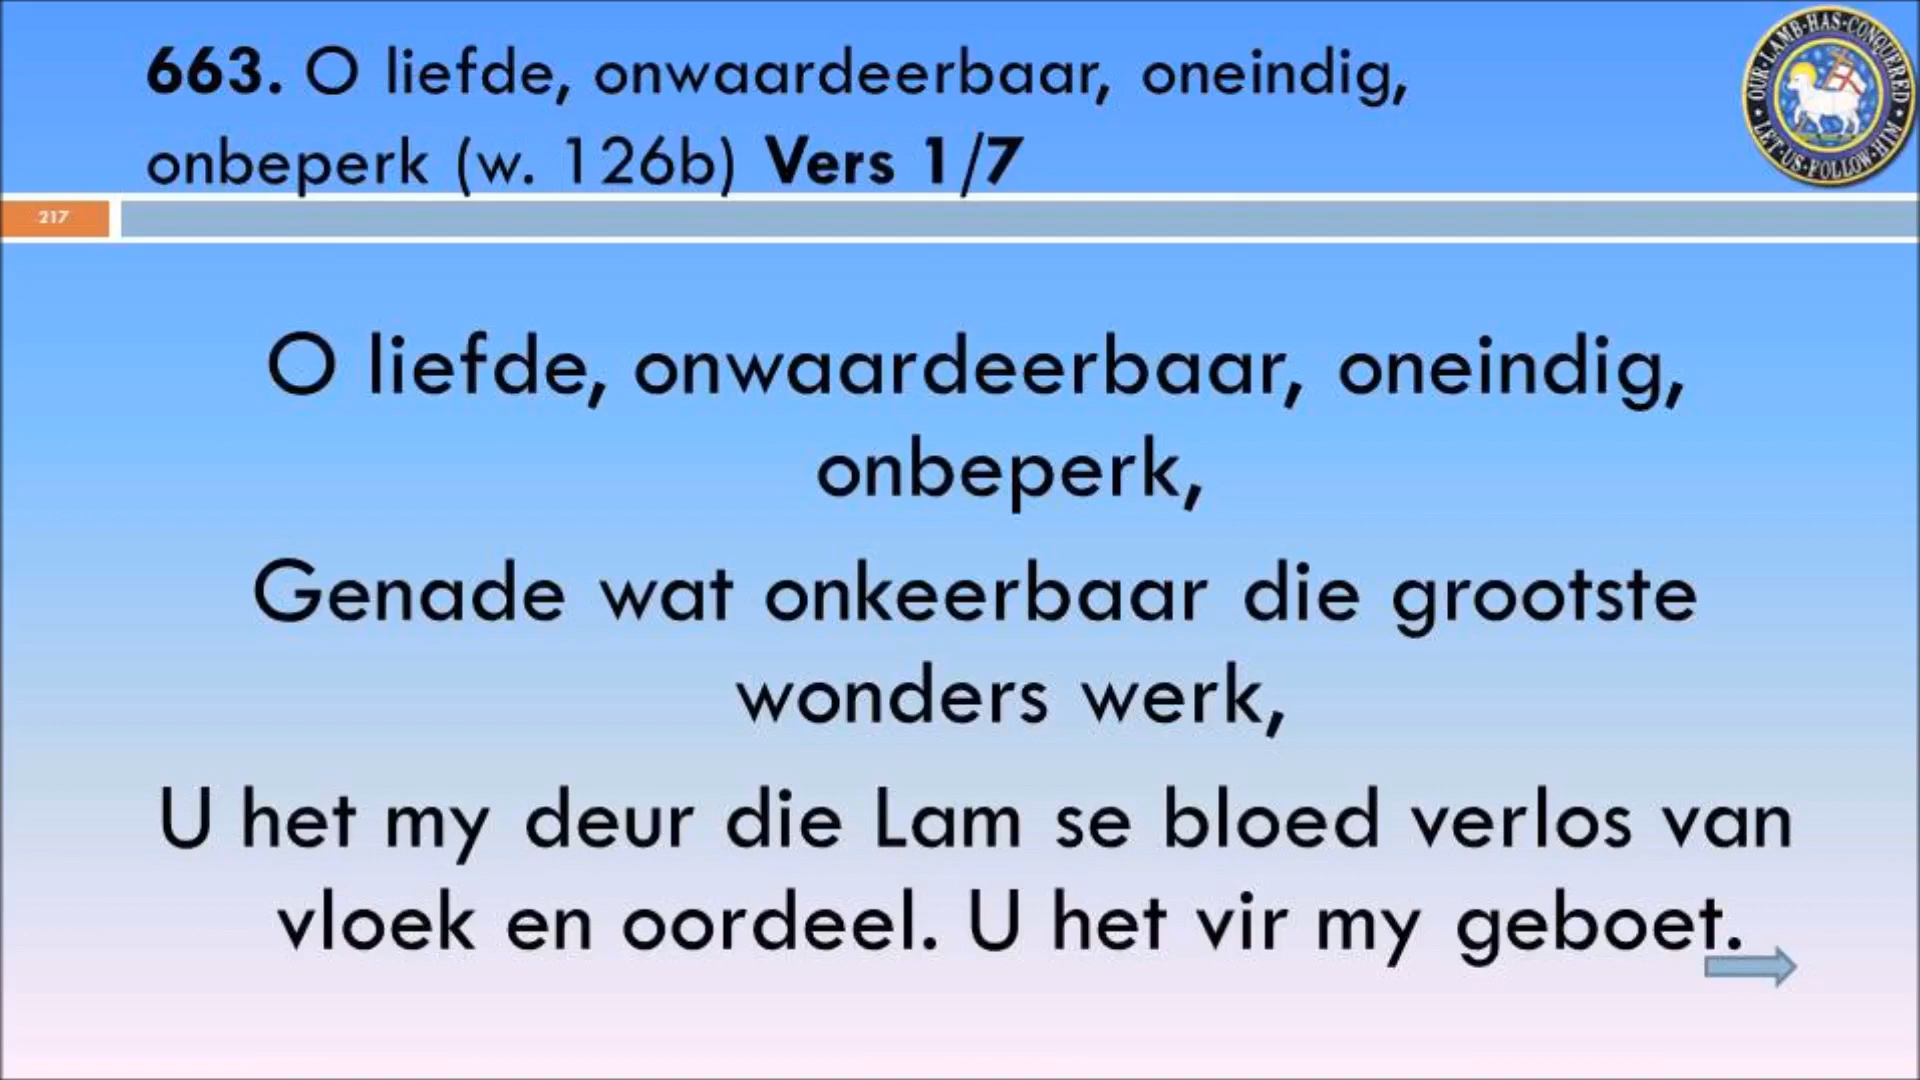 663. O liefde, onwaardeerbaar, oneindig,
onbeperk (w. 126b) Vers 1/7
OUR·LAMB·HAS·CONQUERED
LET·US·FOLLOW·HIM
217
O liefde, onwaardeerbaar, oneindig,
onbeperk,
Genade wat onkeerbaar die grootste
wonders werk,
U het my deur die Lam se bloed verlos van
vloek en oordeel. U het vir my geboet.